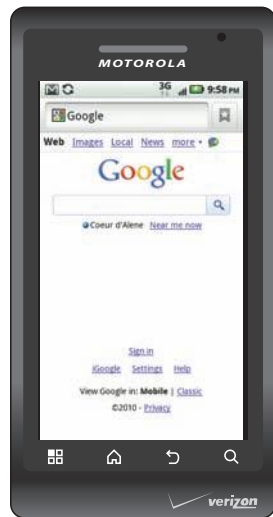 MOTOROLA
3G 9:58 PM
Google
Web Images Local News more
Google
Coeur d'Alene Near me now
Sign in
iGoogle Settings Help
View Google in: Mobile | Classic
©2010 - Privacy
verizon